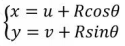 x = u + Rcosθ
y = v + Rsinθ